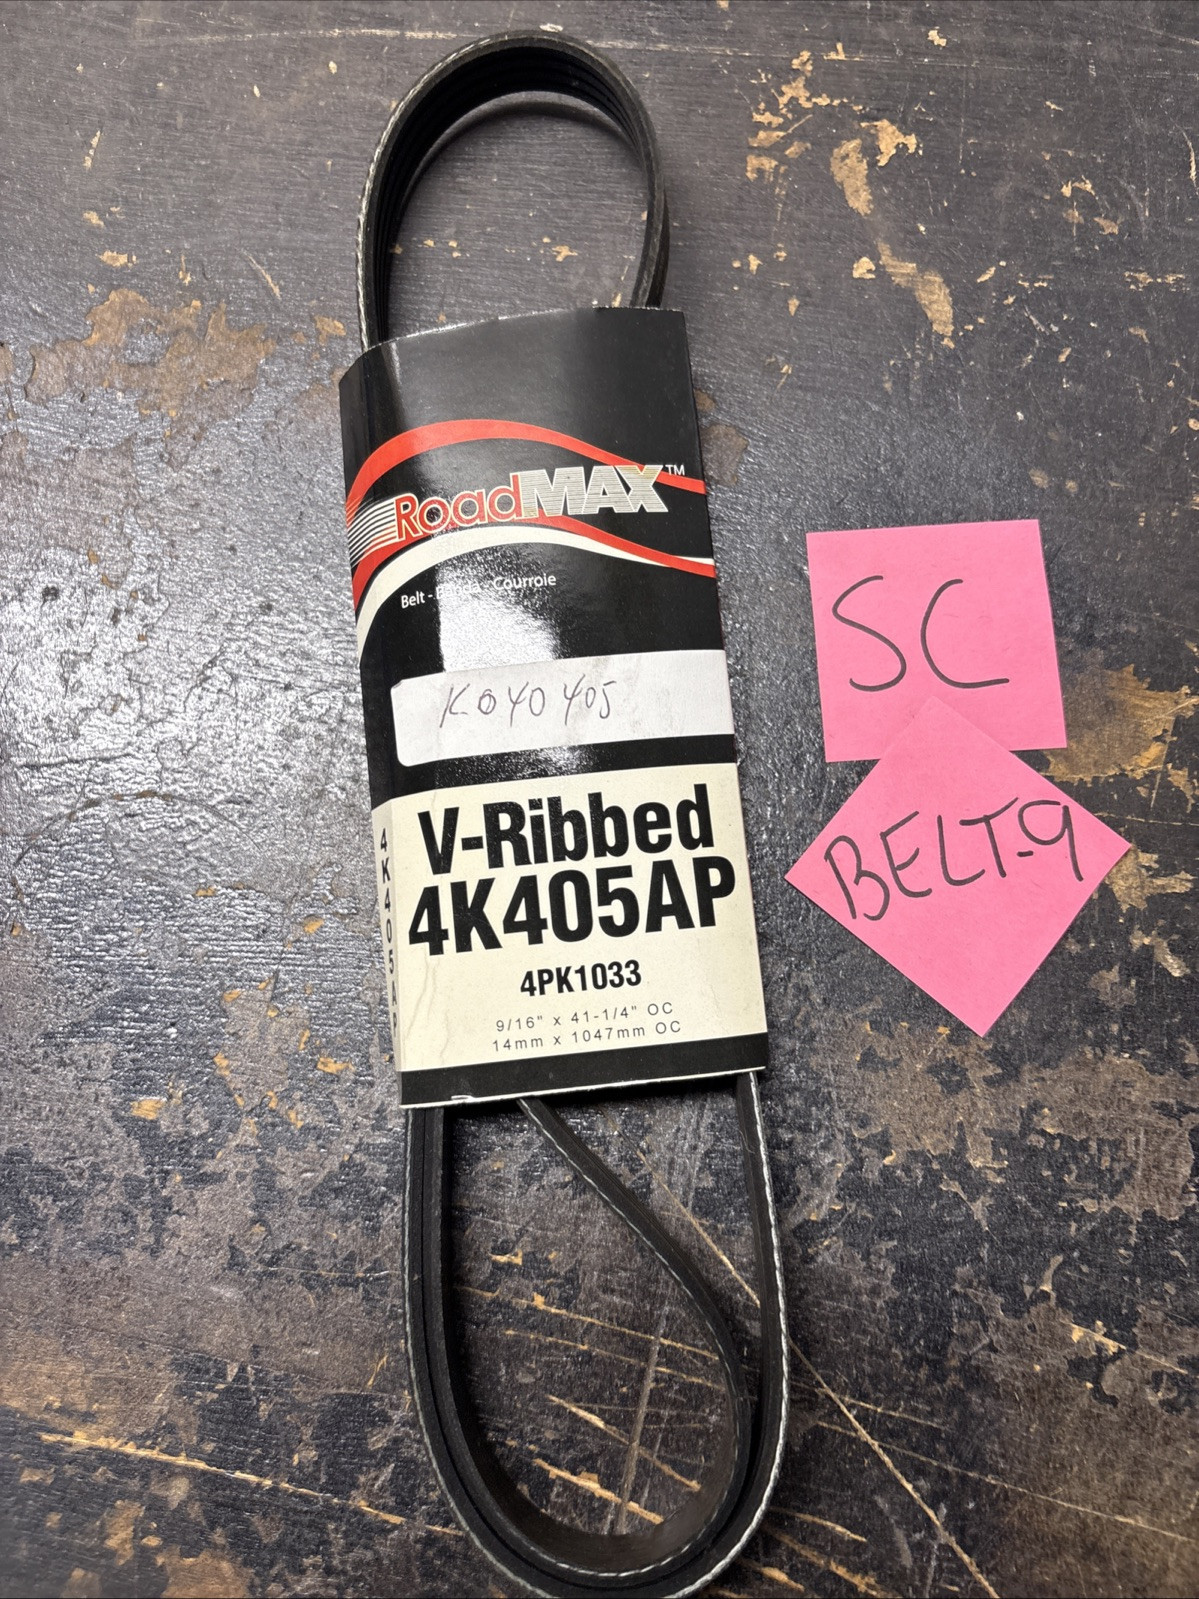 RoadMAX™
Belt - Banda - Courroie
K040405
V-Ribbed
4K405AP
4PK1033
9/16" x 41-1/4" OC
14mm x 1047mm OC
4K405AP
SC
BELT-9